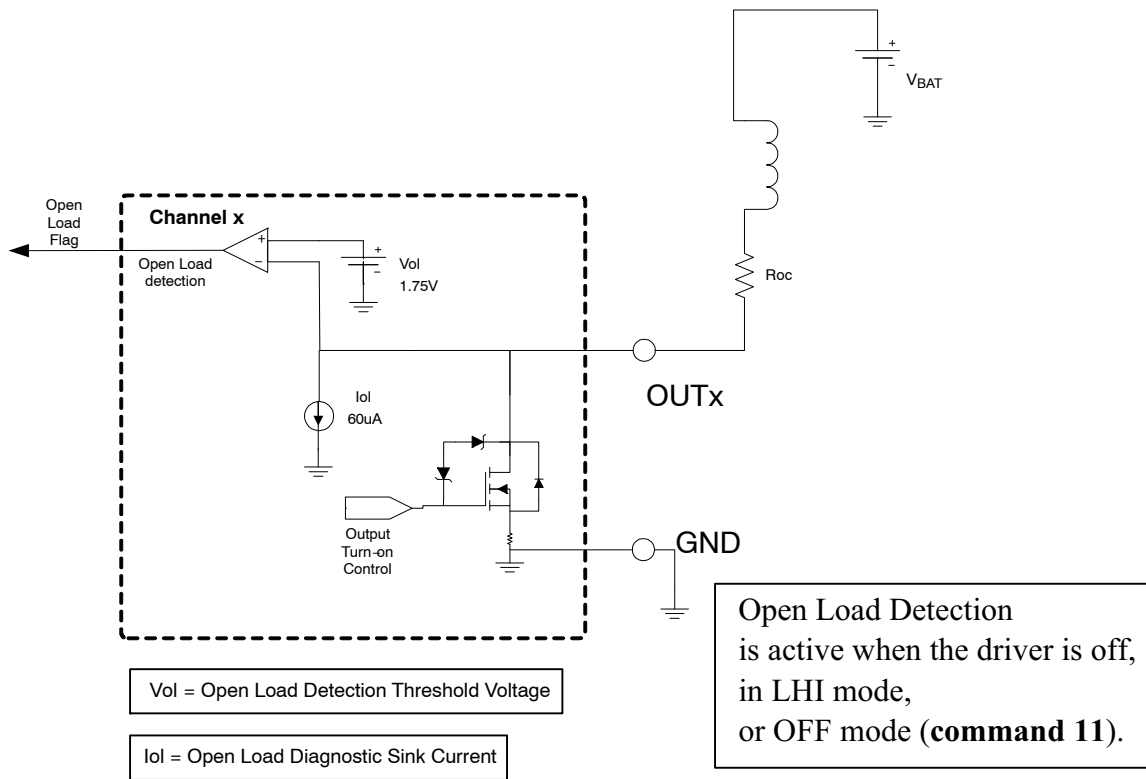 +
−
VBAT
Open
Load
Flag
Channel x
+
−
Open Load
detection
+
−
Vol
1.75V
Roc
Iol
60uA
OUTx
Output
Turn−on
Control
GND
Open Load Detection
is active when the driver is off,
in LHI mode,
or OFF mode (command 11).
Vol = Open Load Detection Threshold Voltage
Iol = Open Load Diagnostic Sink Current